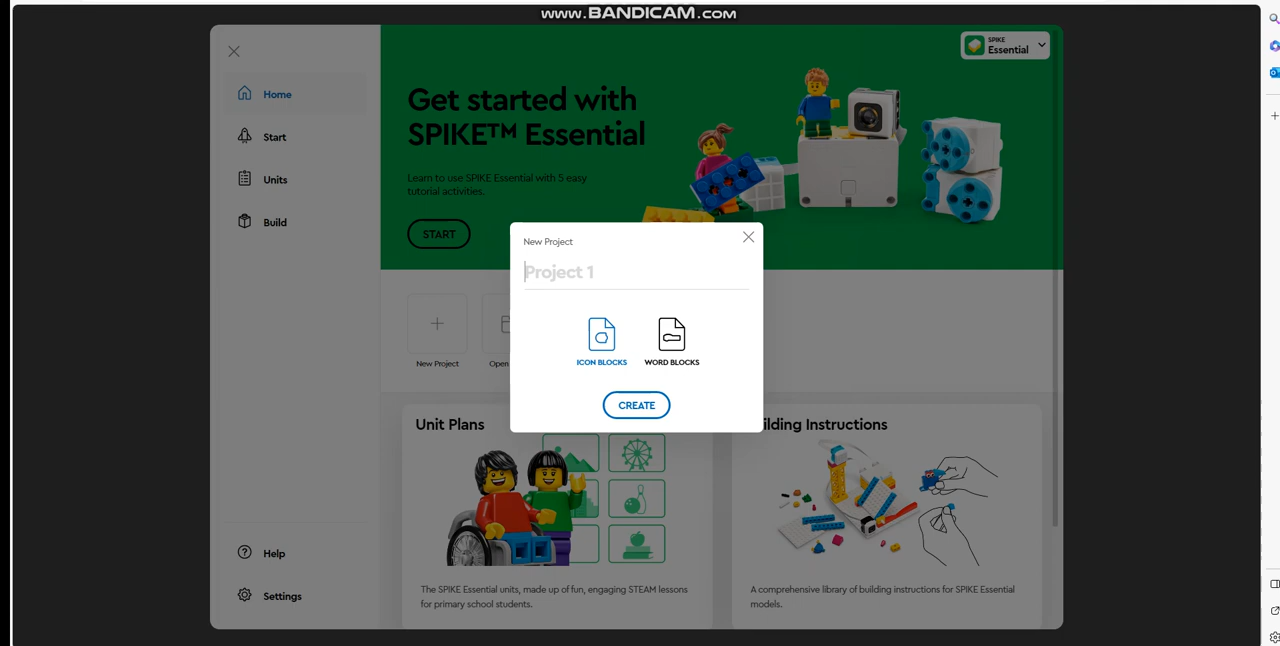 www.BANDICAM.com
SPIKE
Essential
Home
Start
Units
Build
Help
Settings
Get started with
SPIKE™ Essential
Learn to use SPIKE Essential with 5 easy
tutorial activities.
START
New Project
Project 1
ICON BLOCKS
WORD BLOCKS
CREATE
New Project
Open
Unit Plans
ilding Instructions
The SPIKE Essential units, made up of fun, engaging STEAM lessons
for primary school students.
A comprehensive library of building instructions for SPIKE Essential
models.